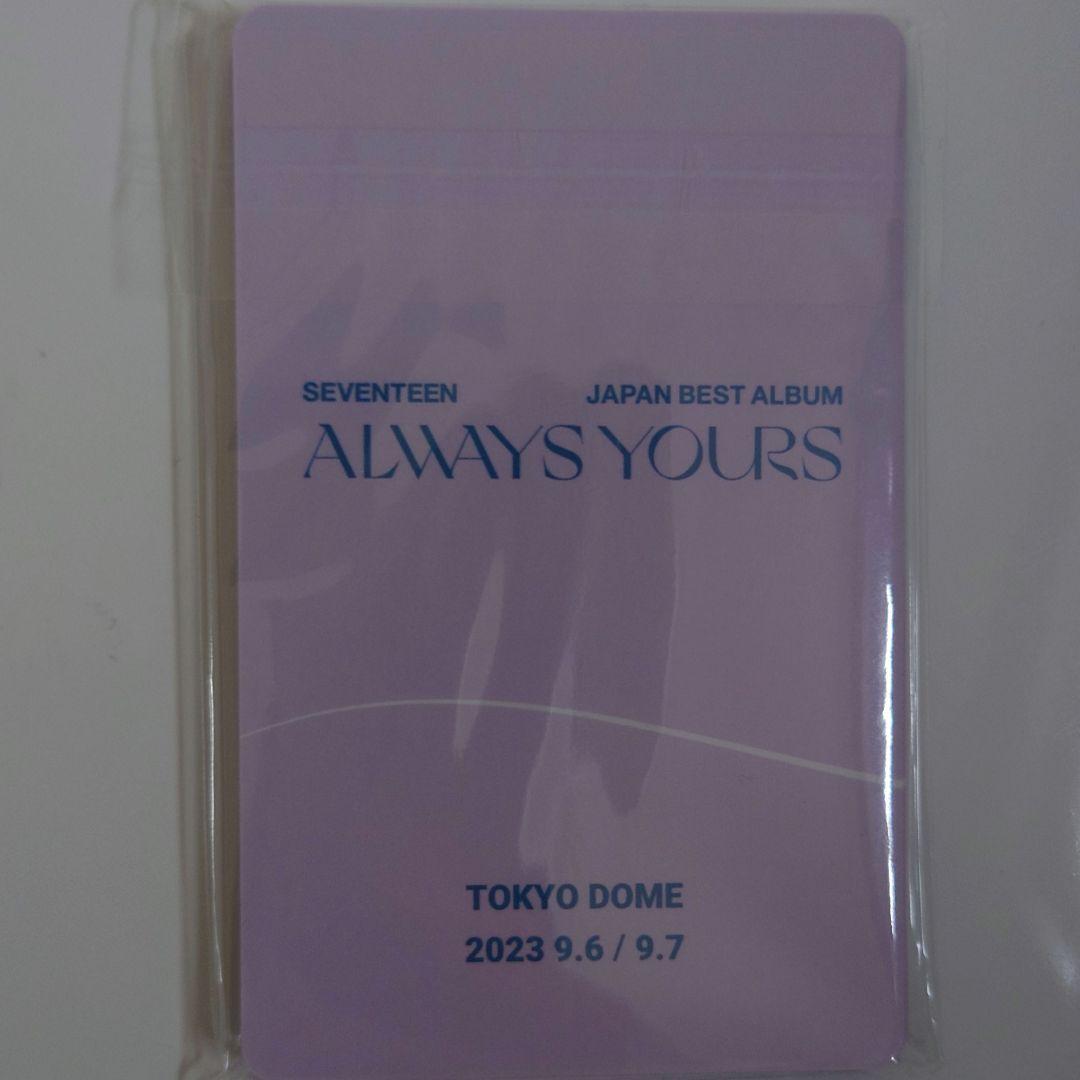 SEVENTEEN JAPAN BEST ALBUM
ALWAYS YOURS
TOKYO DOME
2023 9.6 / 9.7